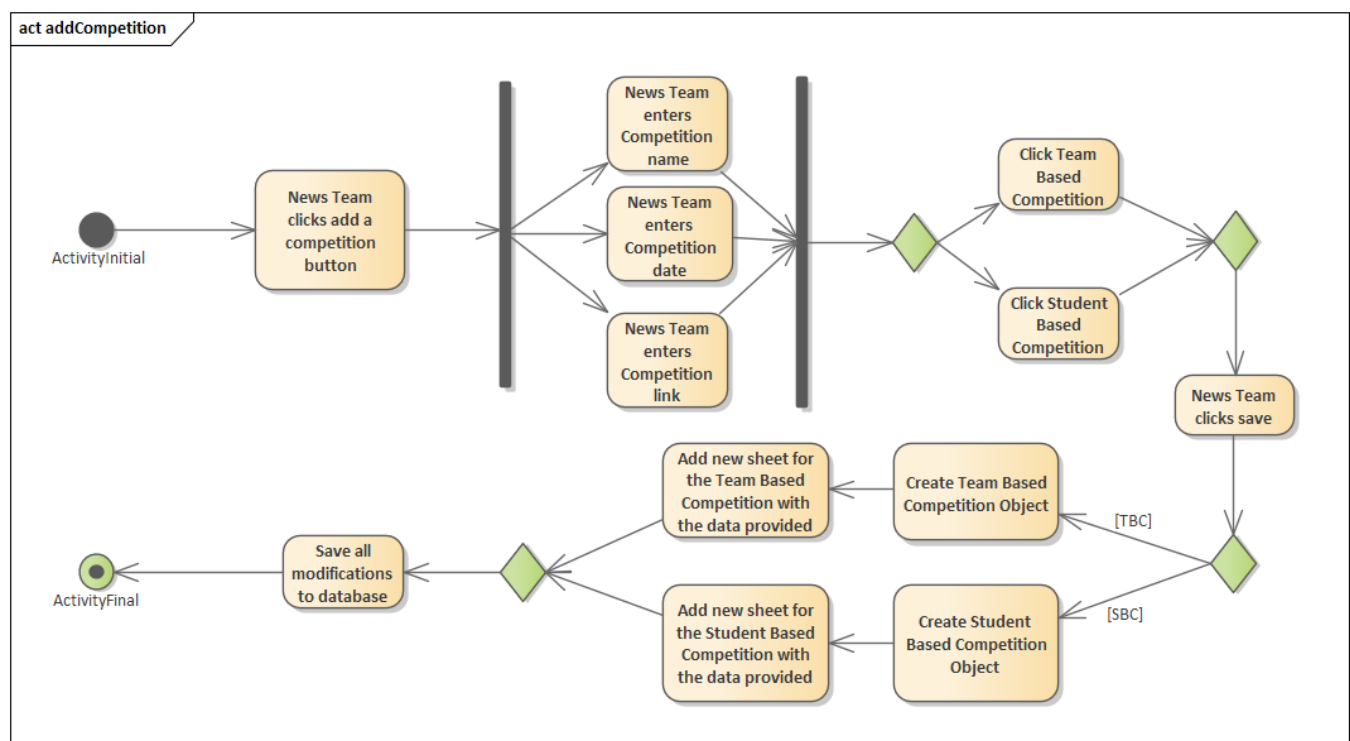 act addCompetition
ActivityInitial
News Team
clicks add a
competition
button
News Team
enters
Competition
name
News Team
enters
Competition
date
News Team
enters
Competition
link
Click Team
Based
Competition
Click Student
Based
Competition
News Team
clicks save
[TBC]
[SBC]
Create Team Based
Competition Object
Add new sheet for
the Team Based
Competition with
the data provided
Create Student
Based Competition
Object
Add new sheet for
the Student Based
Competition with
the data provided
Save all
modifications
to database
ActivityFinal